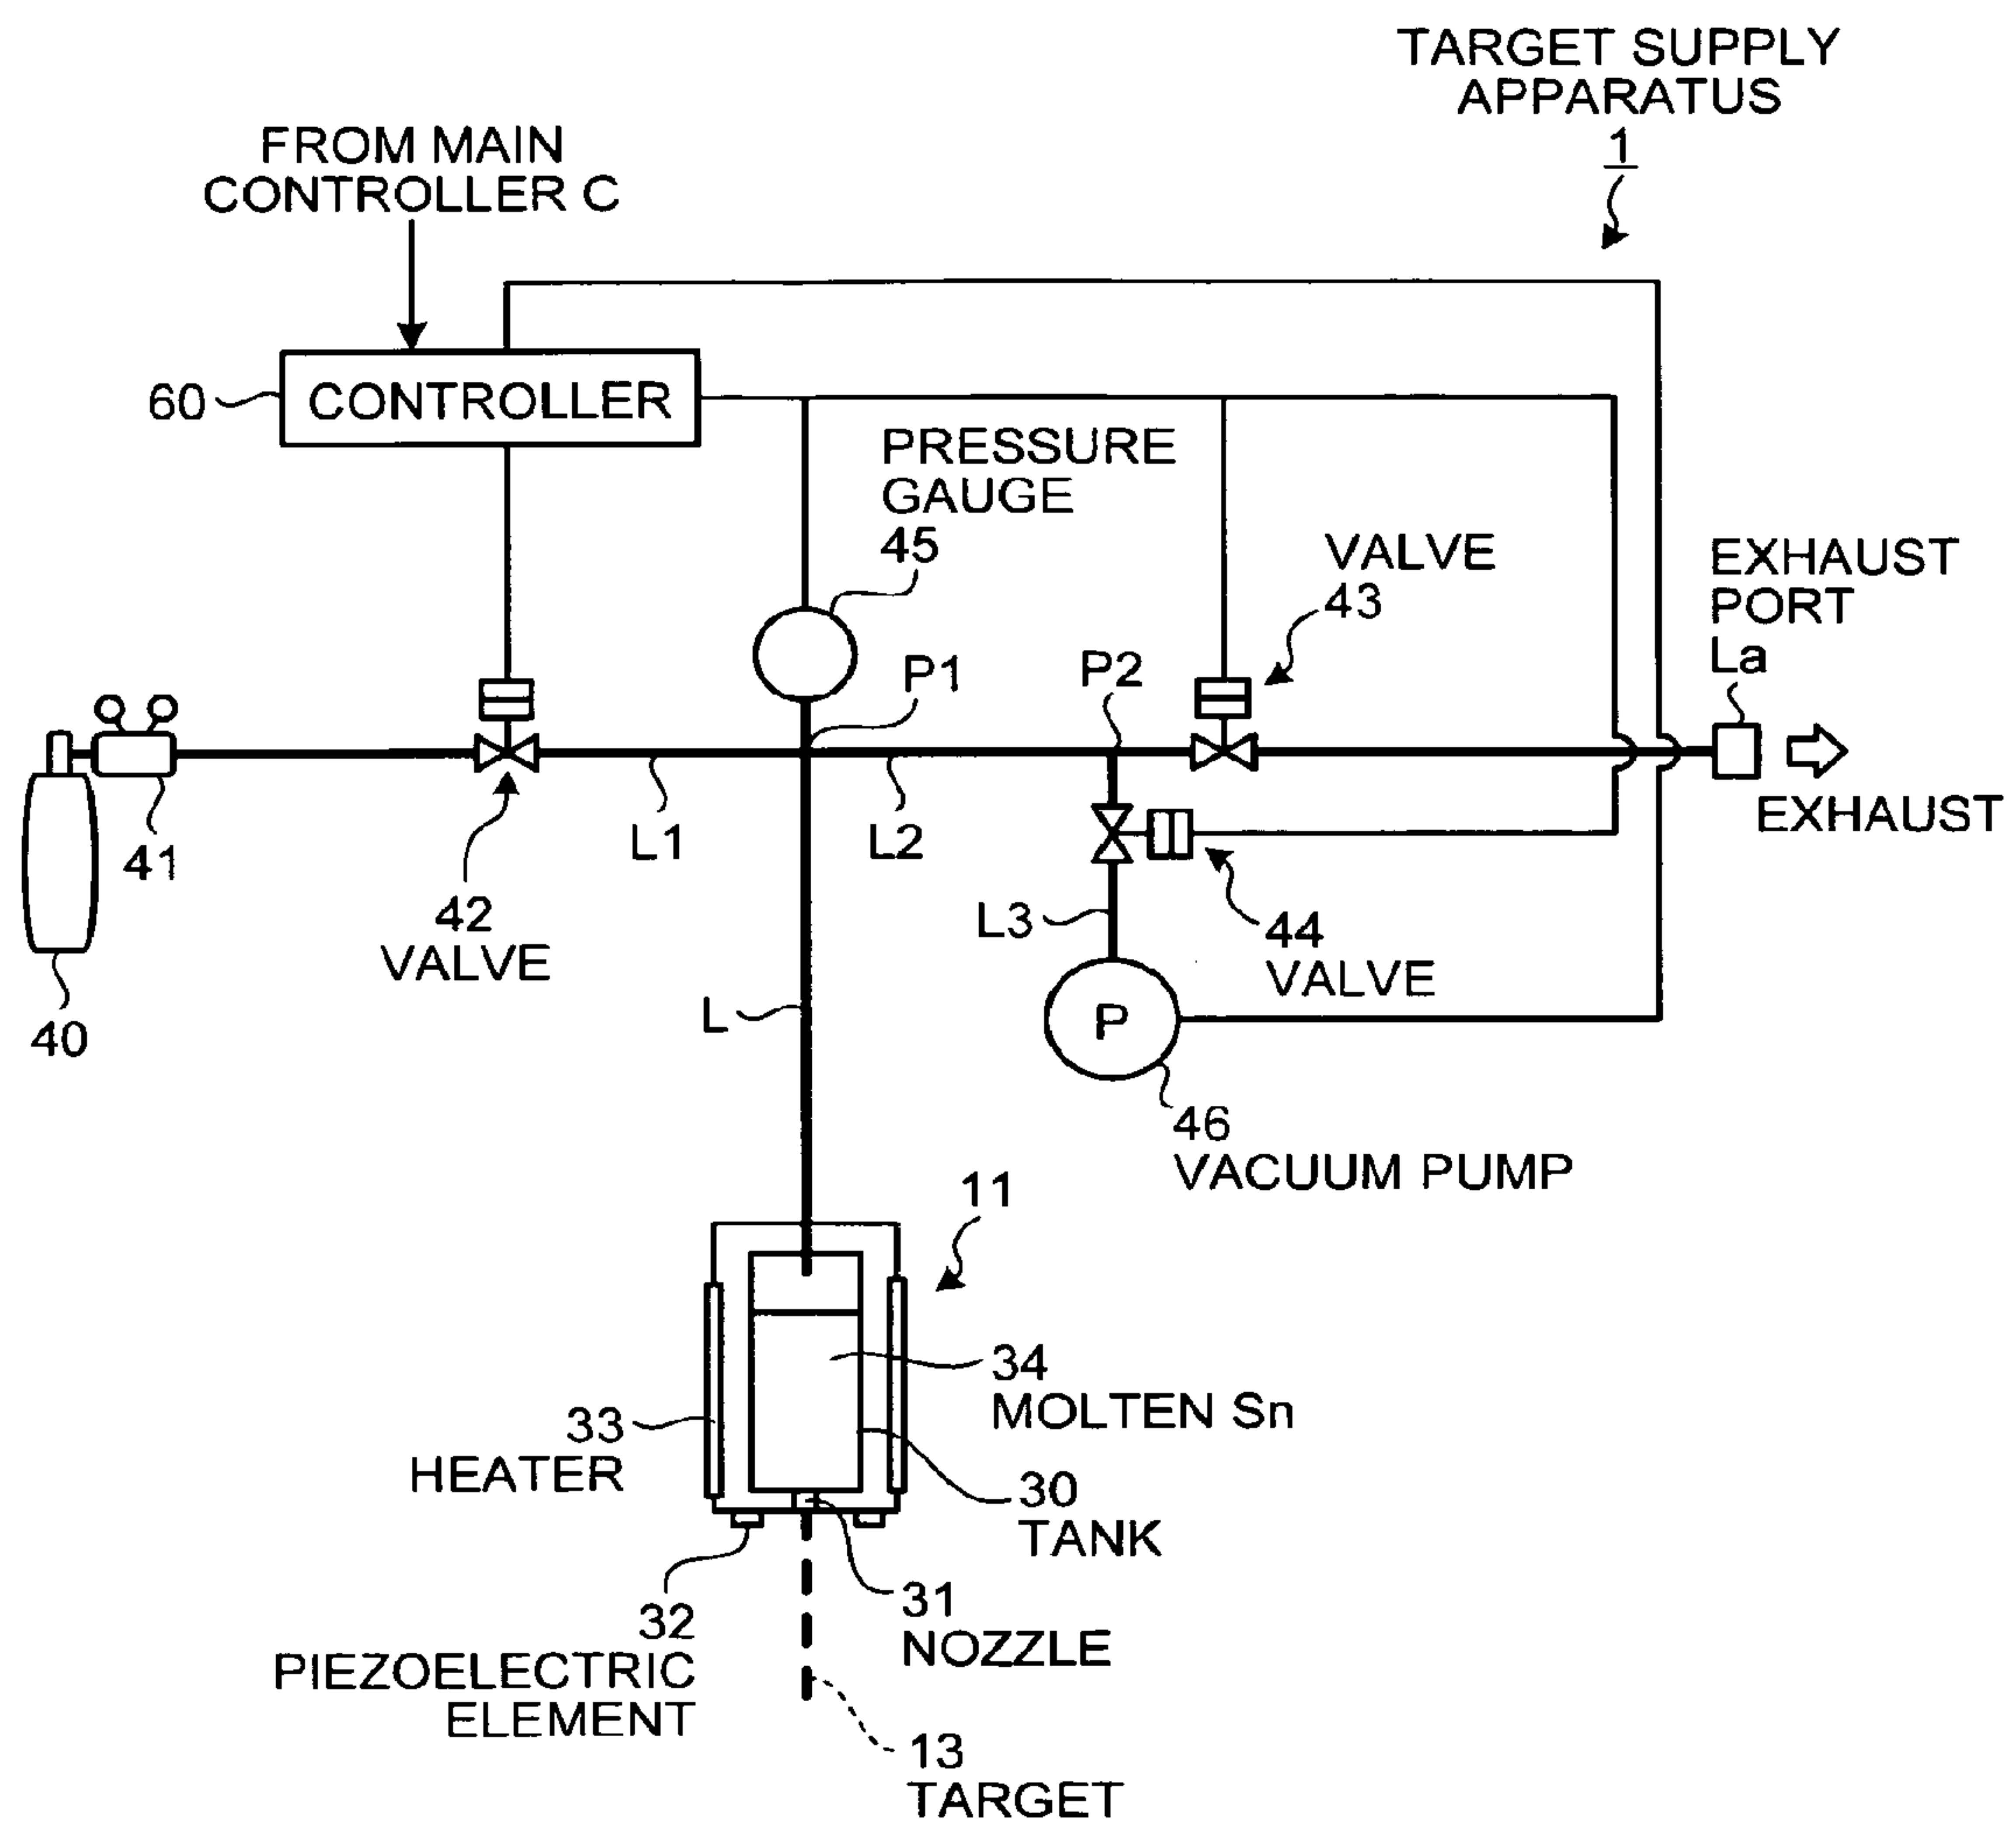 TARGET SUPPLY
APPARATUS
1
FROM MAIN
CONTROLLER C
60
CONTROLLER
PRESSURE
GAUGE
45
VALVE
43
EXHAUST
PORT
La
P1
P2
EXHAUST
41
L1
L2
42
VALVE
L3
44
VALVE
40
L
P
46
VACUUM PUMP
11
34
MOLTEN Sn
33
HEATER
30
TANK
31
NOZZLE
32
PIEZOELECTRIC
ELEMENT
13
TARGET